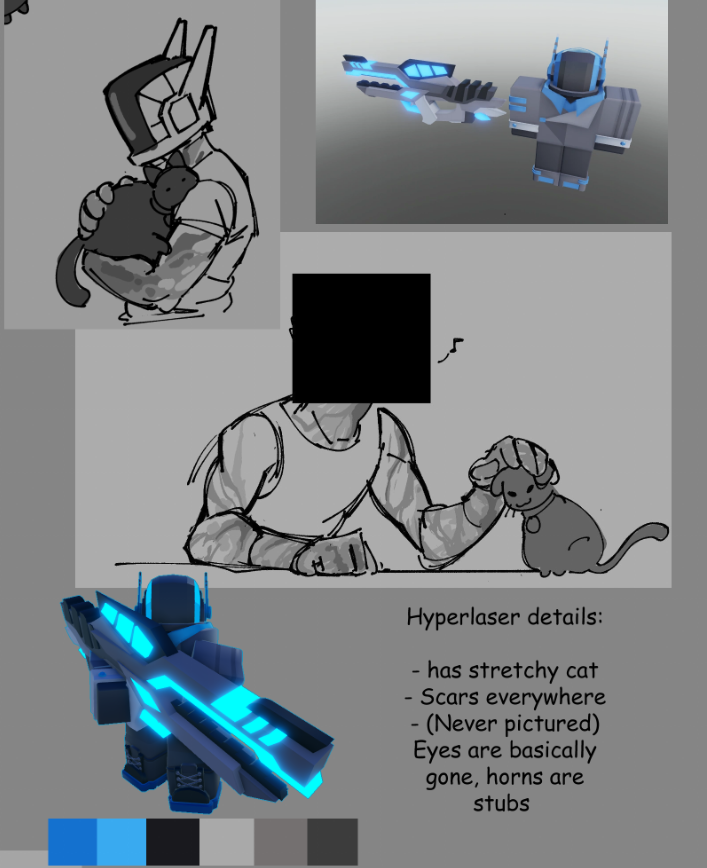 Hyperlaser details:
- has stretchy cat
- Scars everywhere
- (Never pictured)
Eyes are basically
gone, horns are
stubs